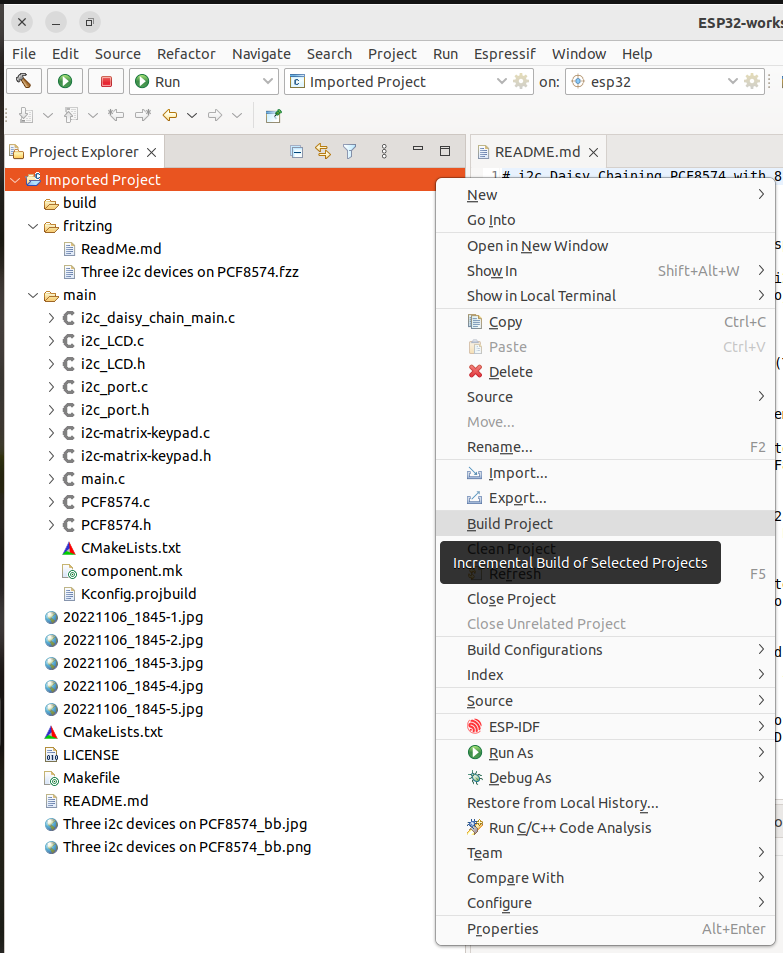 ESP32-works
File Edit Source Refactor Navigate Search Project Run Espressif Window Help
Run Imported Project on: esp32
Project Explorer
README.md
Imported Project
build
fritzing
ReadMe.md
Three i2c devices on PCF8574.fzz
main
i2c_daisy_chain_main.c
i2c_LCD.c
i2c_LCD.h
i2c_port.c
i2c_port.h
i2c-matrix-keypad.c
i2c-matrix-keypad.h
main.c
PCF8574.c
PCF8574.h
CMakeLists.txt
component.mk
Kconfig.projbuild
20221106_1845-1.jpg
20221106_1845-2.jpg
20221106_1845-3.jpg
20221106_1845-4.jpg
20221106_1845-5.jpg
CMakeLists.txt
LICENSE
Makefile
README.md
Three i2c devices on PCF8574_bb.jpg
Three i2c devices on PCF8574_bb.png
1 # i2c Daisy Chaining PCF8574 with 8
New
Go Into
Open in New Window
Show In Shift+Alt+W
Show in Local Terminal
Copy Ctrl+C
Paste Ctrl+V
Delete
Source
Move...
Rename... F2
Import...
Export...
Build Project
Clean Project
Incremental Build of Selected Projects
Refresh F5
Close Project
Close Unrelated Project
Build Configurations
Index
Source
ESP-IDF
Run As
Debug As
Restore from Local History...
Run C/C++ Code Analysis
Team
Compare With
Configure
Properties Alt+Enter